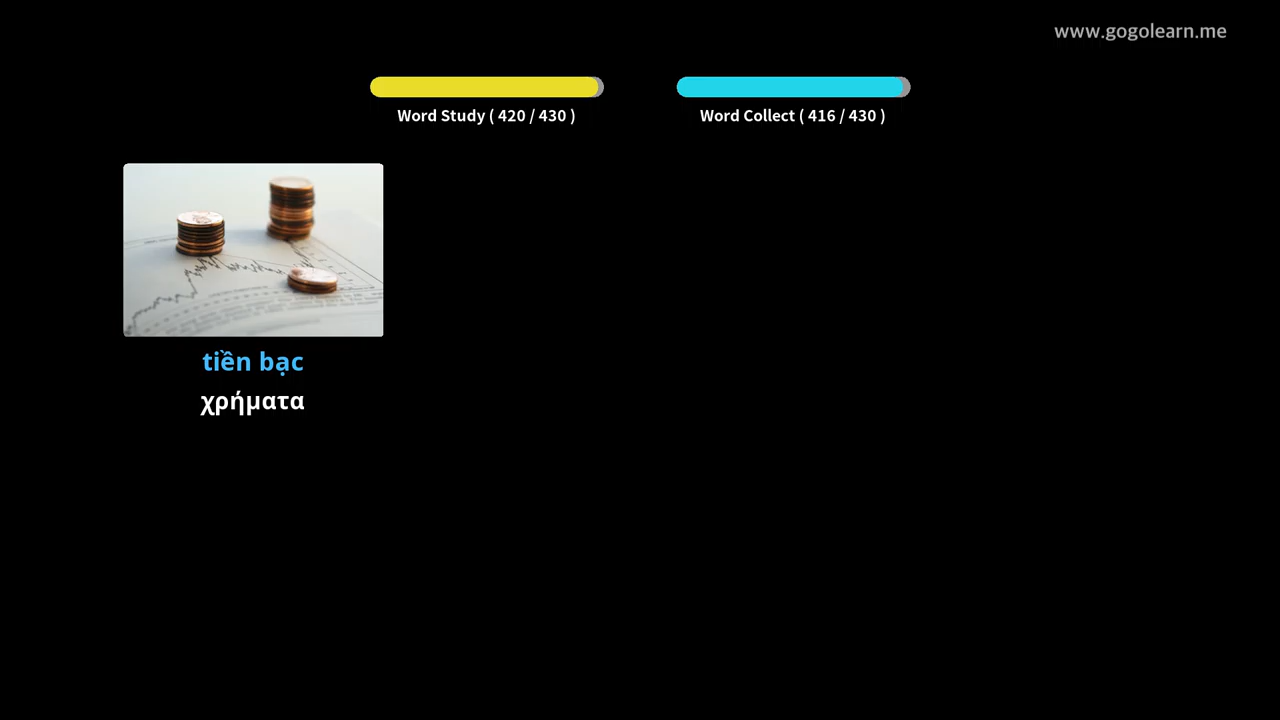 www.gogolearn.me
Word Study ( 420 / 430 )
Word Collect ( 416 / 430 )
tiền bạc
χρήματα